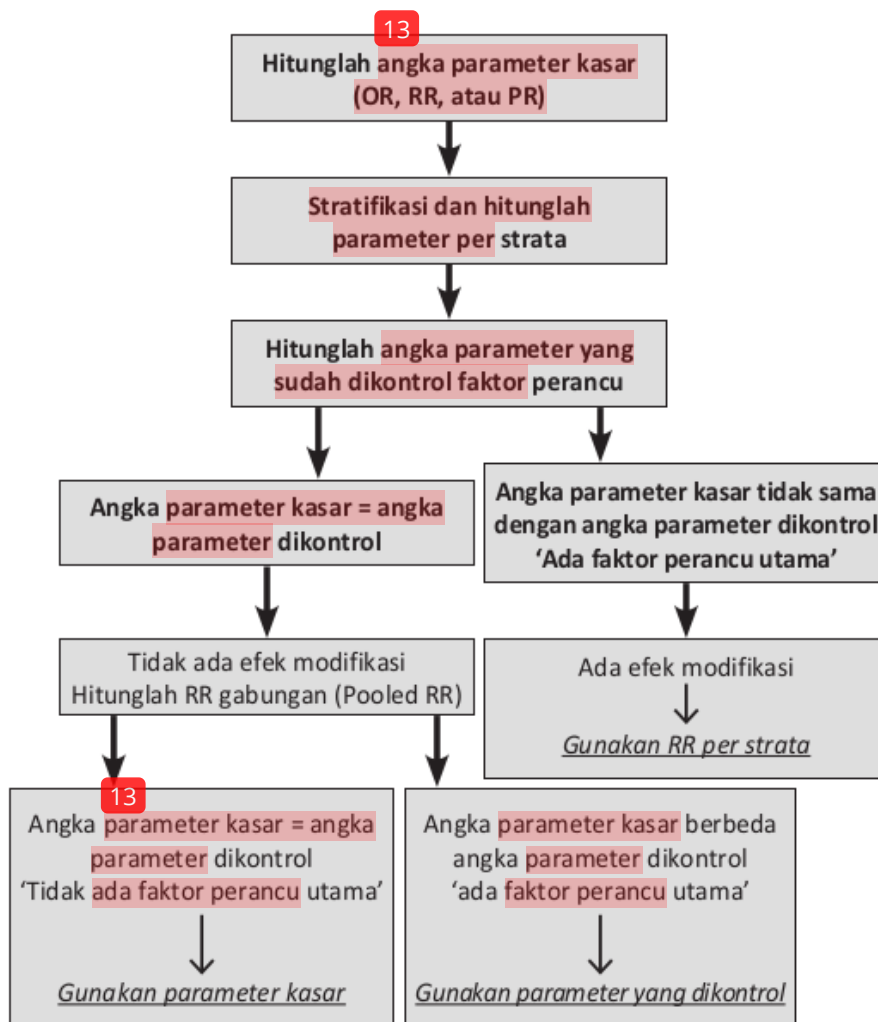 13
Hitunglah angka parameter kasar
(OR, RR, atau PR)
Stratifikasi dan hitunglah
parameter per strata
Hitunglah angka parameter yang
sudah dikontrol faktor perancu
Angka parameter kasar = angka
parameter dikontrol
Angka parameter kasar tidak sama
dengan angka parameter dikontrol
‘Ada faktor perancu utama’
Tidak ada efek modifikasi
Hitunglah RR gabungan (Pooled RR)
Ada efek modifikasi
Gunakan RR per strata
13
Angka parameter kasar = angka
parameter dikontrol
‘Tidak ada faktor perancu utama’
Gunakan parameter kasar
Angka parameter kasar berbeda
angka parameter dikontrol
‘ada faktor perancu utama’
Gunakan parameter yang dikontrol